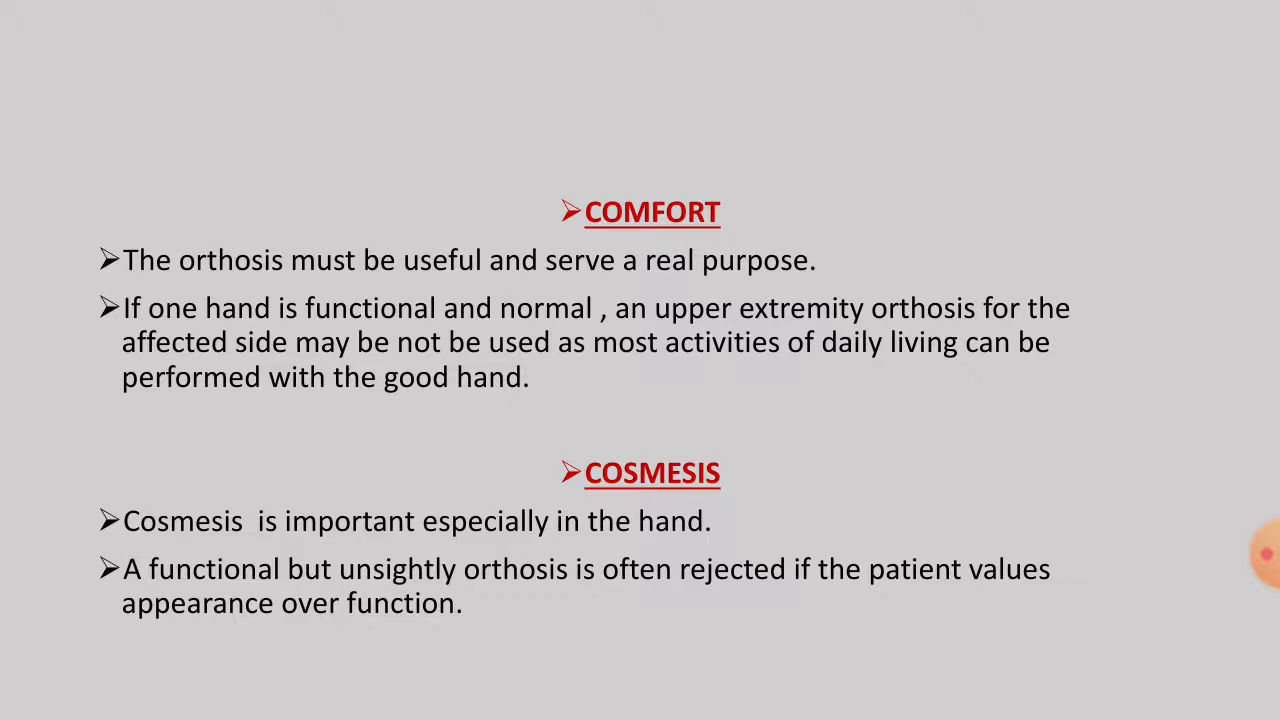 ➢COMFORT
➢The orthosis must be useful and serve a real purpose.
➢If one hand is functional and normal , an upper extremity orthosis for the
affected side may be not be used as most activities of daily living can be
performed with the good hand.
➢COSMESIS
➢Cosmesis  is important especially in the hand.
➢A functional but unsightly orthosis is often rejected if the patient values
appearance over function.